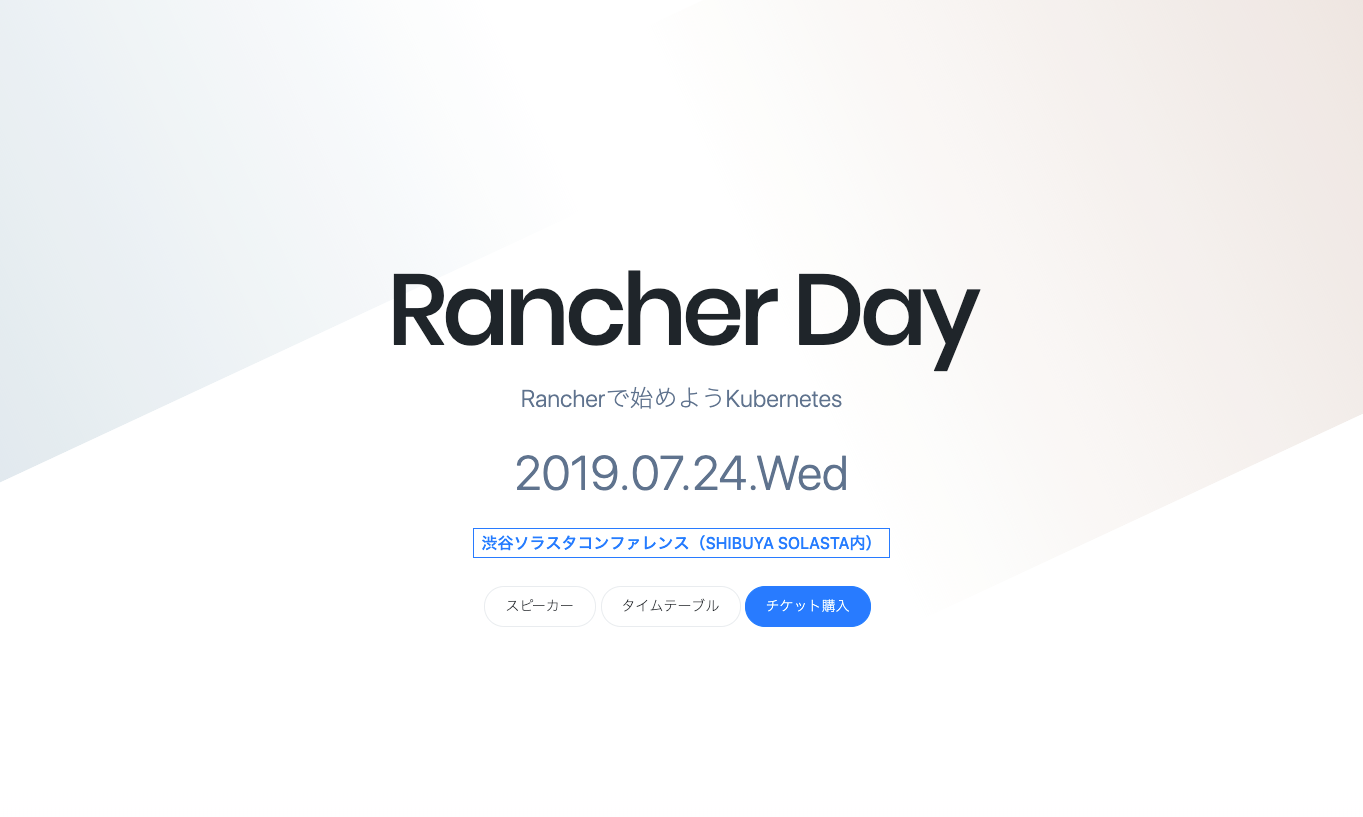 Rancher Day
Rancherで始めようKubernetes
2019.07.24.Wed
渋谷ソラスタコンファレンス（SHIBUYA SOLASTA内）
スピーカー
タイムテーブル
チケット購入